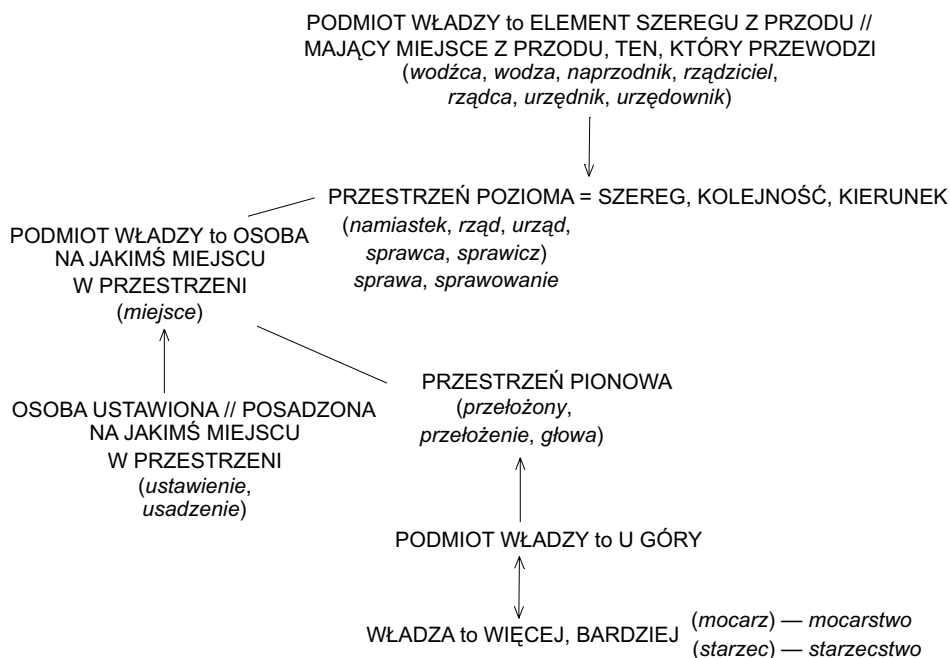 PODMIOT WŁADZY to ELEMENT SZEREGU Z PRZODU //
MAJĄCY MIEJSCE Z PRZODU, TEN, KTÓRY PRZEWODZI
(wodźca, wodza, naprzodnik, rządziciel,
rządca, urzędnik, urzędownik)
PRZESTRZEŃ POZIOMA = SZEREG, KOLEJNOŚĆ, KIERUNEK
(namiastek, rząd, urząd,
sprawca, sprawicz)
sprawa, sprawowanie
PODMIOT WŁADZY to OSOBA
NA JAKIMŚ MIEJSCU
W PRZESTRZENI
(miejsce)
OSOBA USTAWIONA // POSADZONA
NA JAKIMŚ MIEJSCU
W PRZESTRZENI
(ustawienie,
usadzenie)
PRZESTRZEŃ PIONOWA
(przełożony,
przełożenie, głowa)
PODMIOT WŁADZY to U GÓRY
WŁADZA to WIĘCEJ, BARDZIEJ
(mocarz) — mocarstwo
(starzec) — starzecstwo